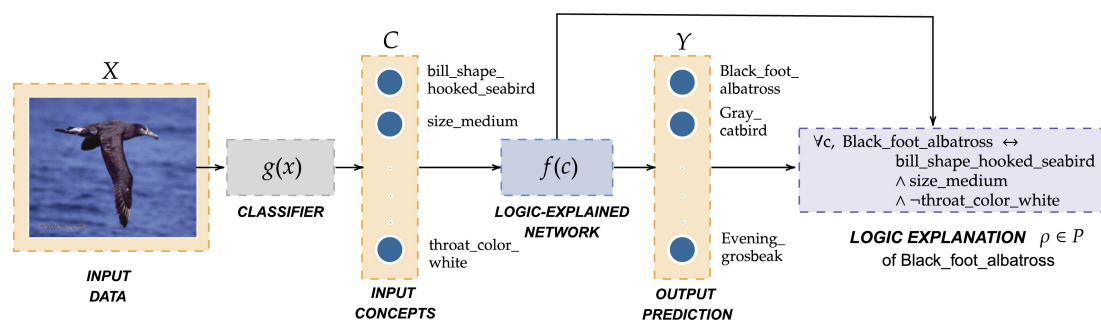 X
INPUT
DATA
g(x)
CLASSIFIER
C
bill_shape_
hooked_seabird
size_medium
throat_color_
white
INPUT
CONCEPTS
f(c)
LOGIC-EXPLAINED
NETWORK
Y
Black_foot_
albatross
Gray_
catbird
Evening_
grosbeak
OUTPUT
PREDICTION
∀c, Black_foot_albatross ↔
bill_shape_hooked_seabird
∧ size_medium
∧ ¬throat_color_white
LOGIC EXPLANATION ρ ∈ P
of Black_foot_albatross